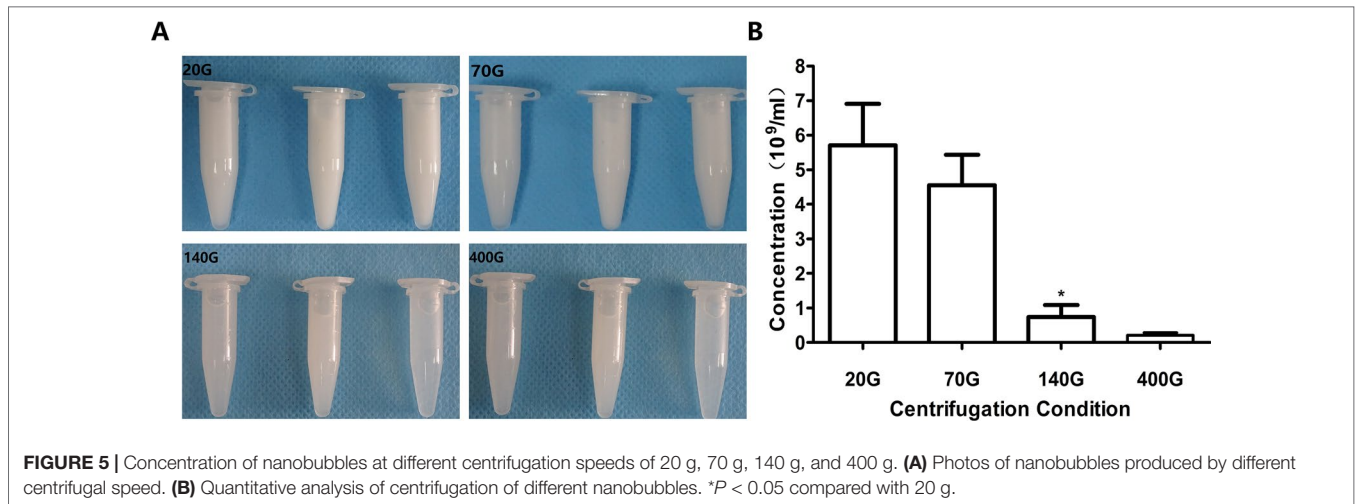 A
20G
70G
140G
400G
B
8
7
6
5
4
3
2
1
0
Concentration (10^9/ml)
*
20G 70G 140G 400G
Centrifugation Condition
FIGURE 5 | Concentration of nanobubbles at different centrifugation speeds of 20 g, 70 g, 140 g, and 400 g. (A) Photos of nanobubbles produced by different
centrifugal speed. (B) Quantitative analysis of centrifugation of different nanobubbles. *P < 0.05 compared with 20 g.